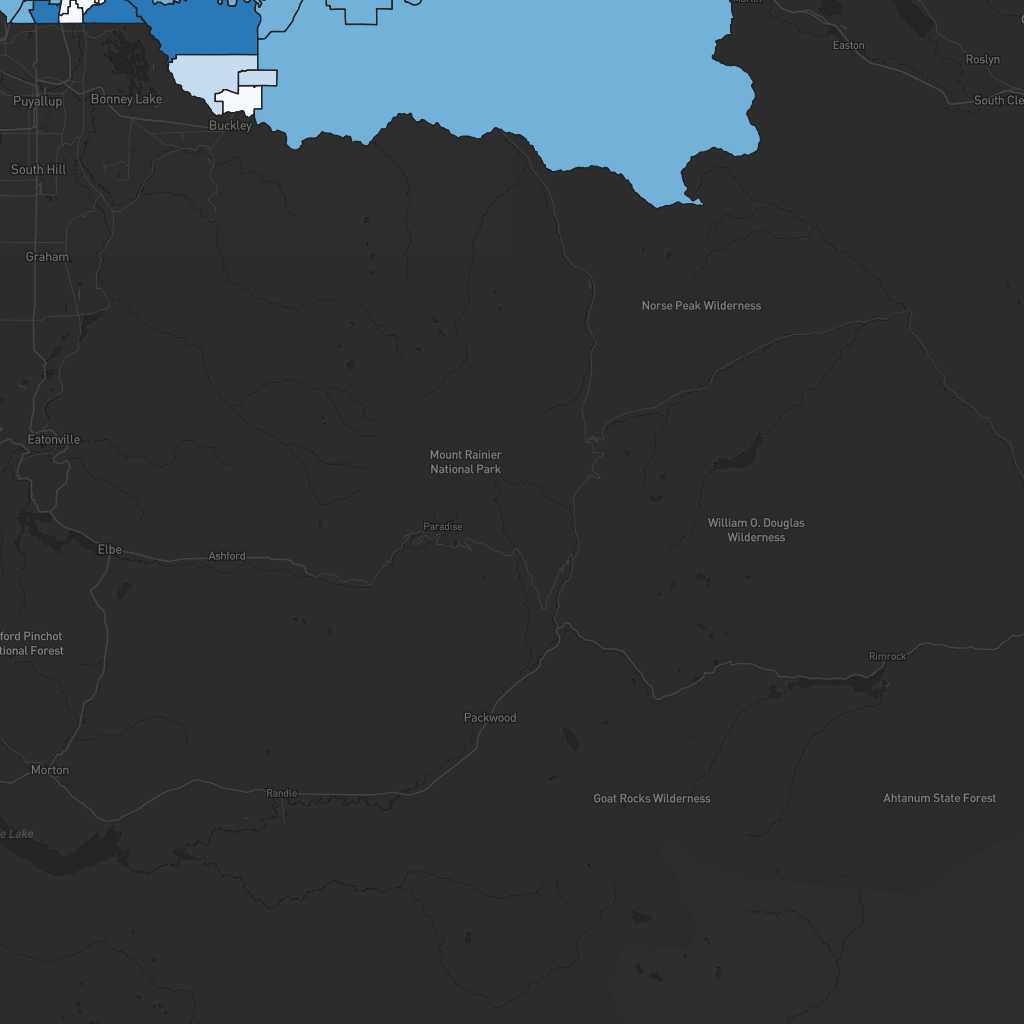 Easton
Roslyn
South Cle
Puyallup
Bonney Lake
Buckley
South Hill
Graham
Norse Peak Wilderness
Eatonville
Mount Rainier
National Park
Paradise
William O. Douglas
Wilderness
Elbe
Ashford
ford Pinchot
tional Forest
Rimrock
Packwood
Morton
Randle
Goat Rocks Wilderness
Ahtanum State Forest
e Lake